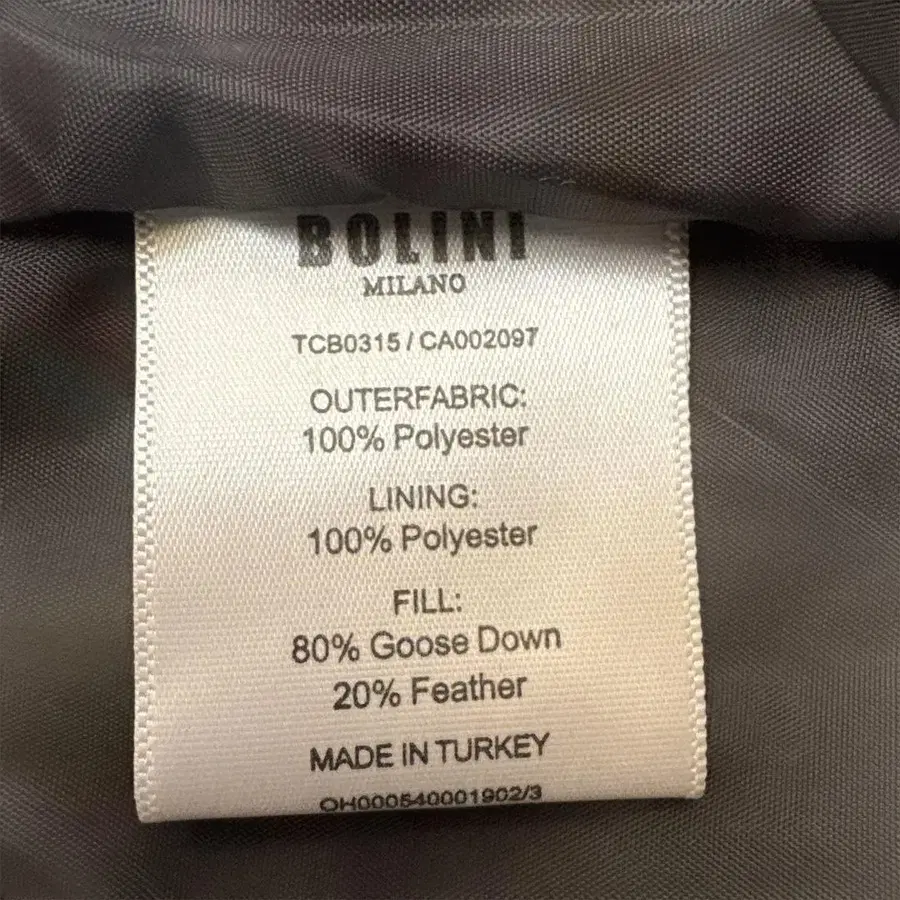 BOLINI
MILANO
TCB0315 / CA002097
OUTERFABRIC:
100% Polyester
LINING:
100% Polyester
FILL:
80% Goose Down
20% Feather
MADE IN TURKEY
OH000540001902/3